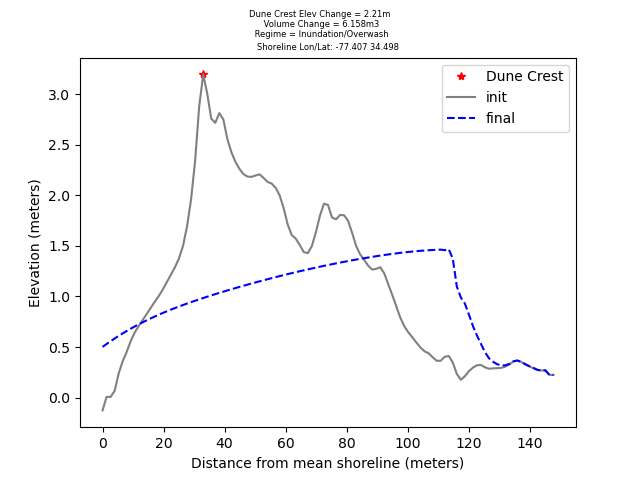 Dune Crest Elev Change = 2.21m
Volume Change = 6.158m3
Regime = Inundation/Overwash
Shoreline Lon/Lat: -77.407 34.498
Dune Crest
init
final
Elevation (meters)
3.0
2.5
2.0
1.5
1.0
0.5
0.0
0 20 40 60 80 100 120 140
Distance from mean shoreline (meters)